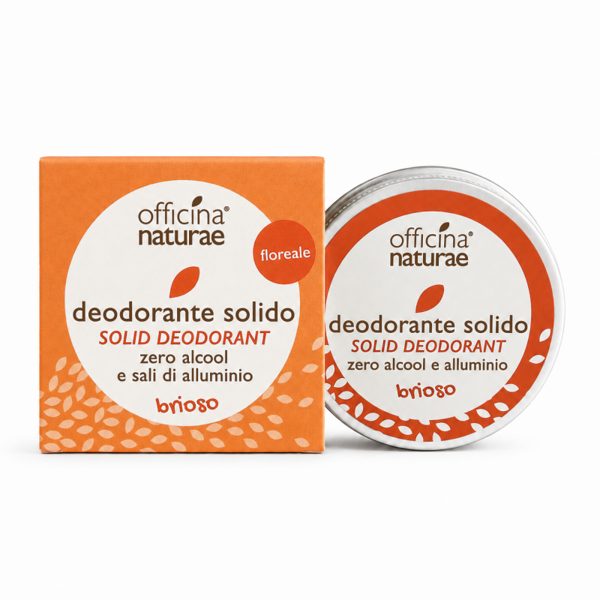 officina®
naturae
floreale
deodorante solido
SOLID DEODORANT
zero alcool
e sali di alluminio
brioso
officina®
naturae
deodorante solido
SOLID DEODORANT
zero alcool e alluminio
brioso